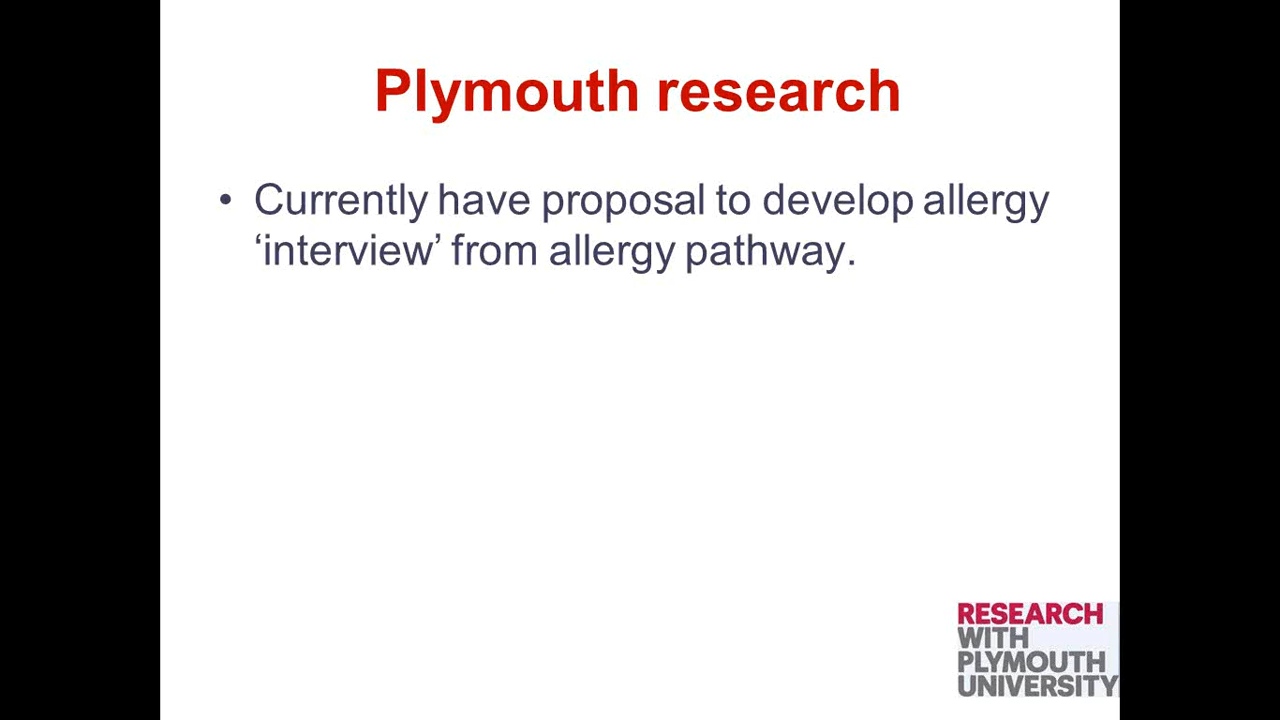 Plymouth research
• Currently have proposal to develop allergy
‘interview’ from allergy pathway.
RESEARCH
WITH
PLYMOUTH
UNIVERSITY